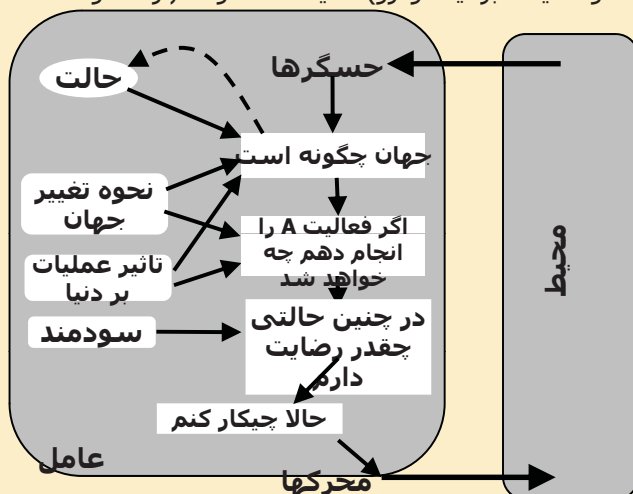 حسگرها
حالت
جهان چگونه است
نحوه تغییر
جهان
اگر فعالیت A را
انجام دهم چه
خواهد شد
تاثیر عملیات
بر دنیا
محیط
در چنین حالتی
چقدر رضایت
دارم
سودمند
حالا چیکار کنم
عامل
محرکها